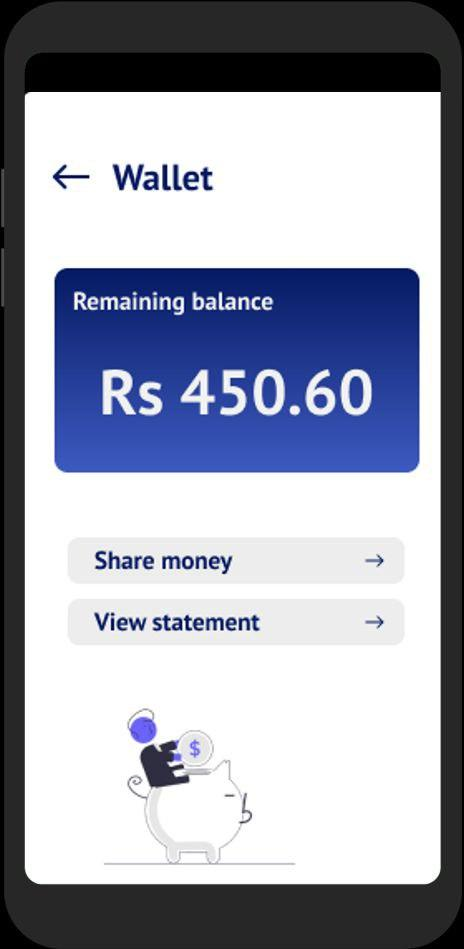 Wallet
Remaining balance
Rs 450.60
Share money
View statement
$